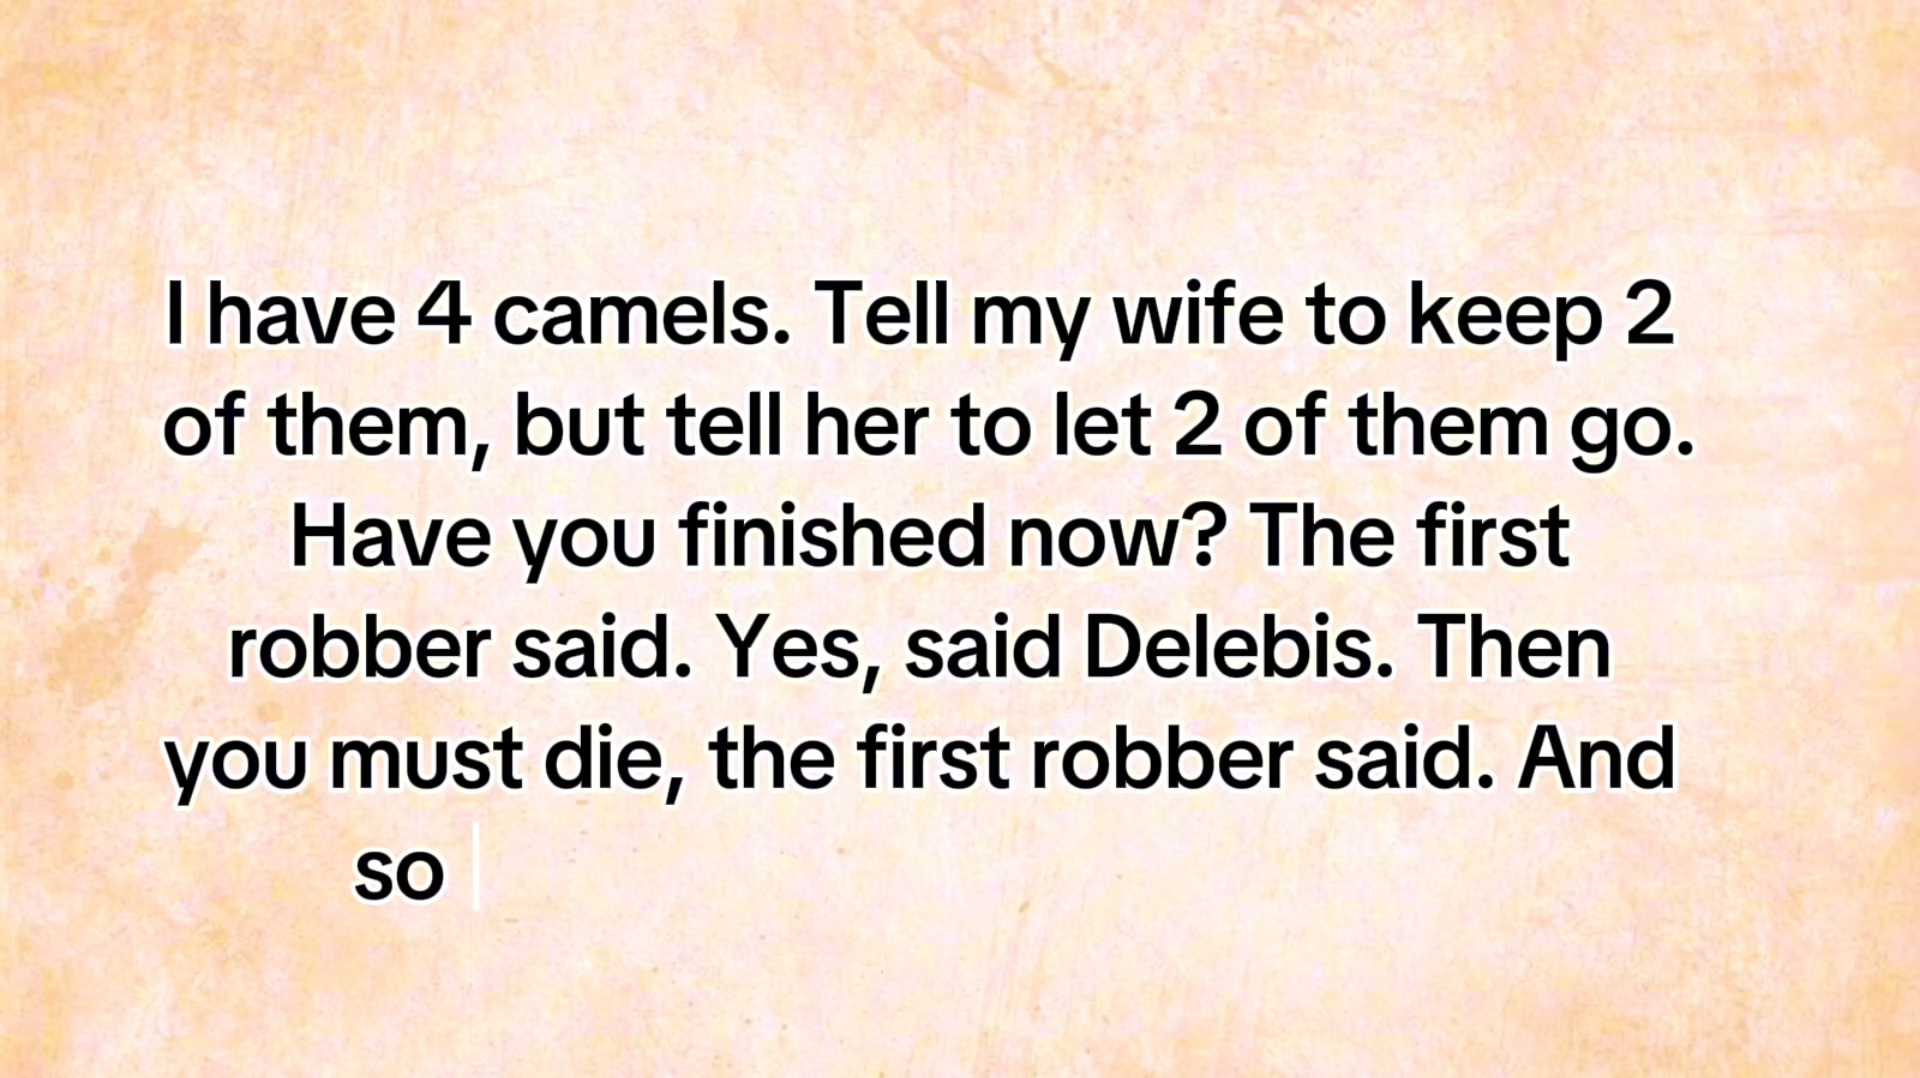 I have 4 camels. Tell my wife to keep 2
of them, but tell her to let 2 of them go.
Have you finished now? The first
robber said. Yes, said Delebis. Then
you must die, the first robber said. And
so